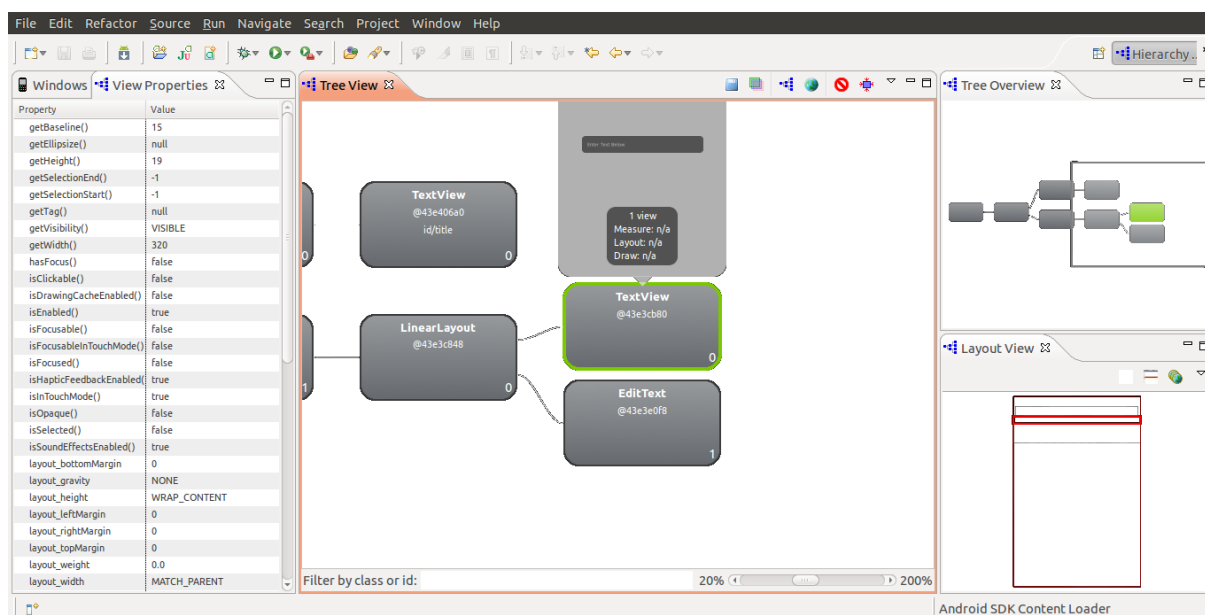 File Edit Refactor Source Run Navigate Search Project Window Help
Hierarchy...
Windows View Properties
Property Value
getBaseline() 15
getEllipsize() null
getHeight() 19
getSelectionEnd() -1
getSelectionStart() -1
getTag() null
getVisibility() VISIBLE
getWidth() 320
hasFocus() false
isClickable() false
isDrawingCacheEnabled() false
isEnabled() true
isFocusable() false
isFocusableInTouchMode() false
isFocused() false
isHapticFeedbackEnabled( true
isInTouchMode() true
isOpaque() false
isSelected() false
isSoundEffectsEnabled() true
layout_bottomMargin 0
layout_gravity NONE
layout_height WRAP_CONTENT
layout_leftMargin 0
layout_rightMargin 0
layout_topMargin 0
layout_weight 0.0
layout_width MATCH_PARENT
Tree View
Enter Text Below
1 view
Measure: n/a
Layout: n/a
Draw: n/a
0
TextView
@43e406a0
id/title
0
TextView
@43e3cb80
0
1
LinearLayout
@43e3c848
0
EditText
@43e3e0f8
1
Filter by class or id:
20% 200%
Tree Overview
Layout View
Android SDK Content Loader